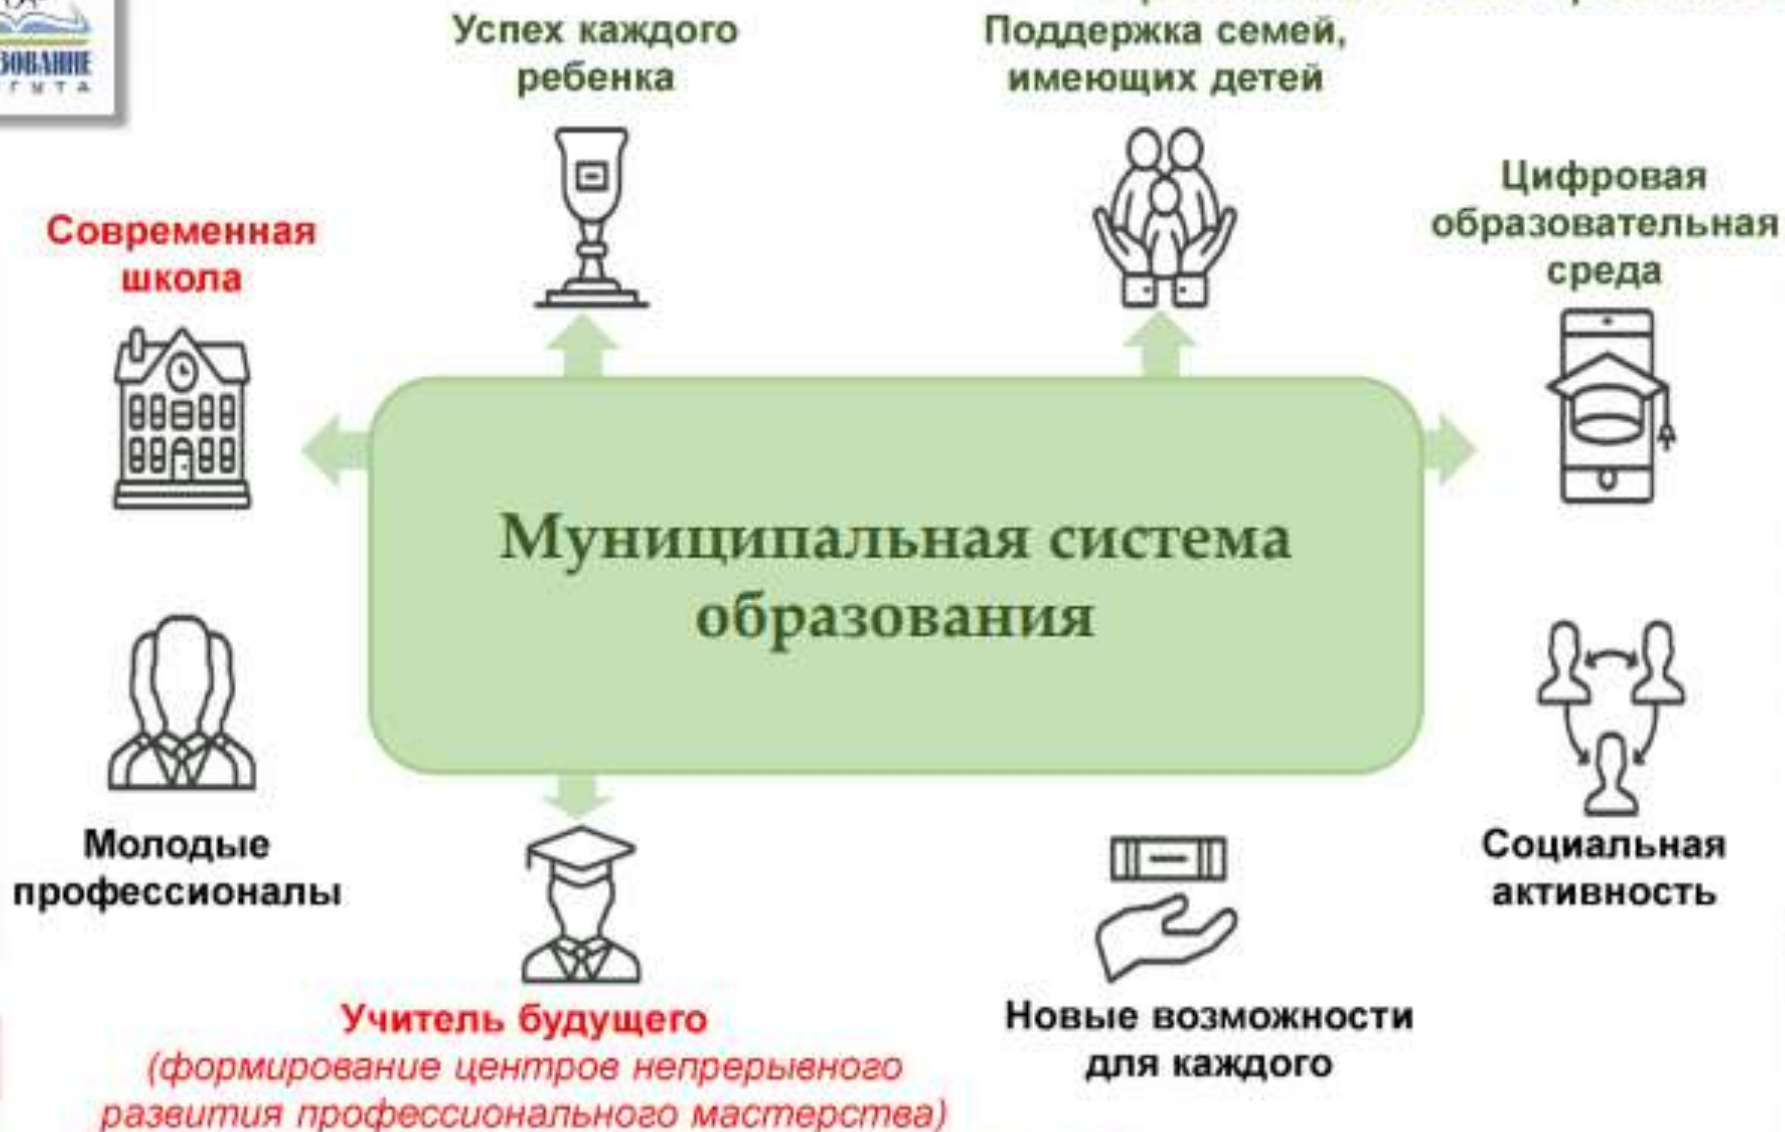 Успех каждого
ребенка
Поддержка семей,
имеющих детей
Цифровая
образовательная
среда
Современная
школа
Муниципальная система
образования
Молодые
профессионалы
Социальная
активность
Учитель будущего
(формирование центров непрерывного
развития профессионального мастерства)
Новые возможности
для каждого